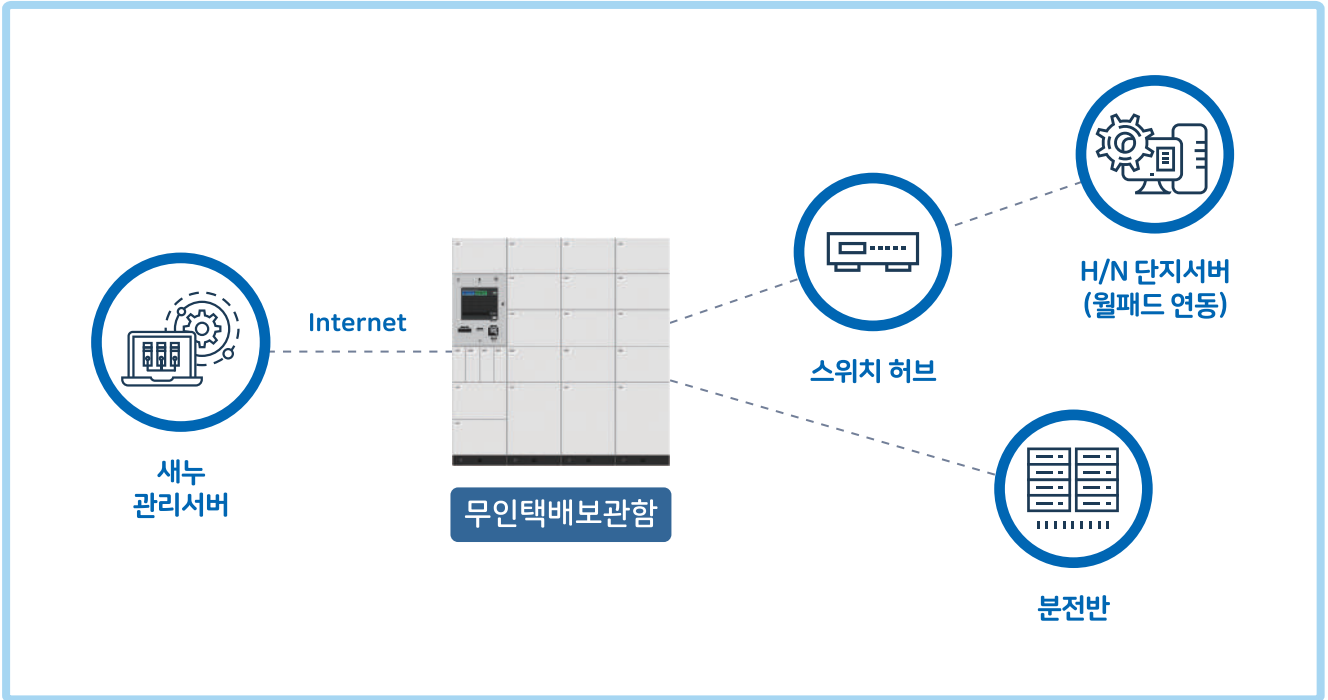 H/N 단지서버
(월패드 연동)
Internet
스위치 허브
새누
관리서버
무인택배보관함
분전반